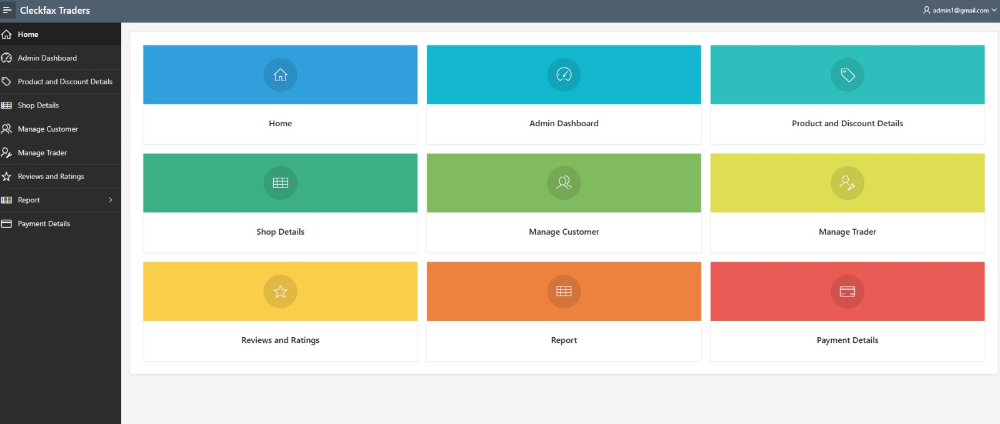 Cleckfax Traders
admin1@gmail.com
Home
Admin Dashboard
Product and Discount Details
Shop Details
Manage Customer
Manage Trader
Reviews and Ratings
Report
Payment Details
Home
Admin Dashboard
Product and Discount Details
Shop Details
Manage Customer
Manage Trader
Reviews and Ratings
Report
Payment Details